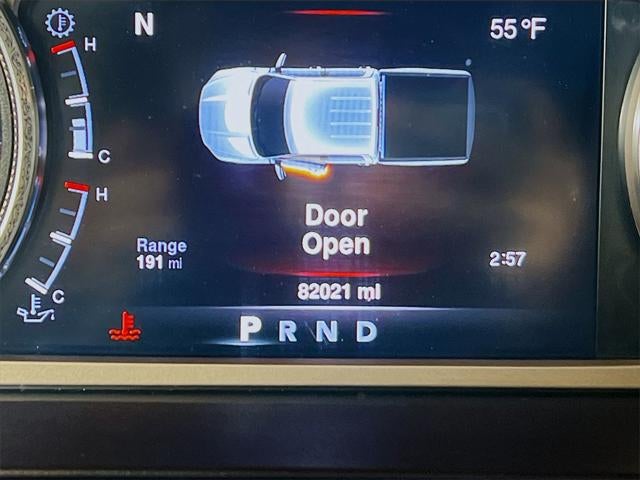 N
55°F
H
C
H
C
Door
Open
Range
191 mi
2:57
82021 mi
P R N D